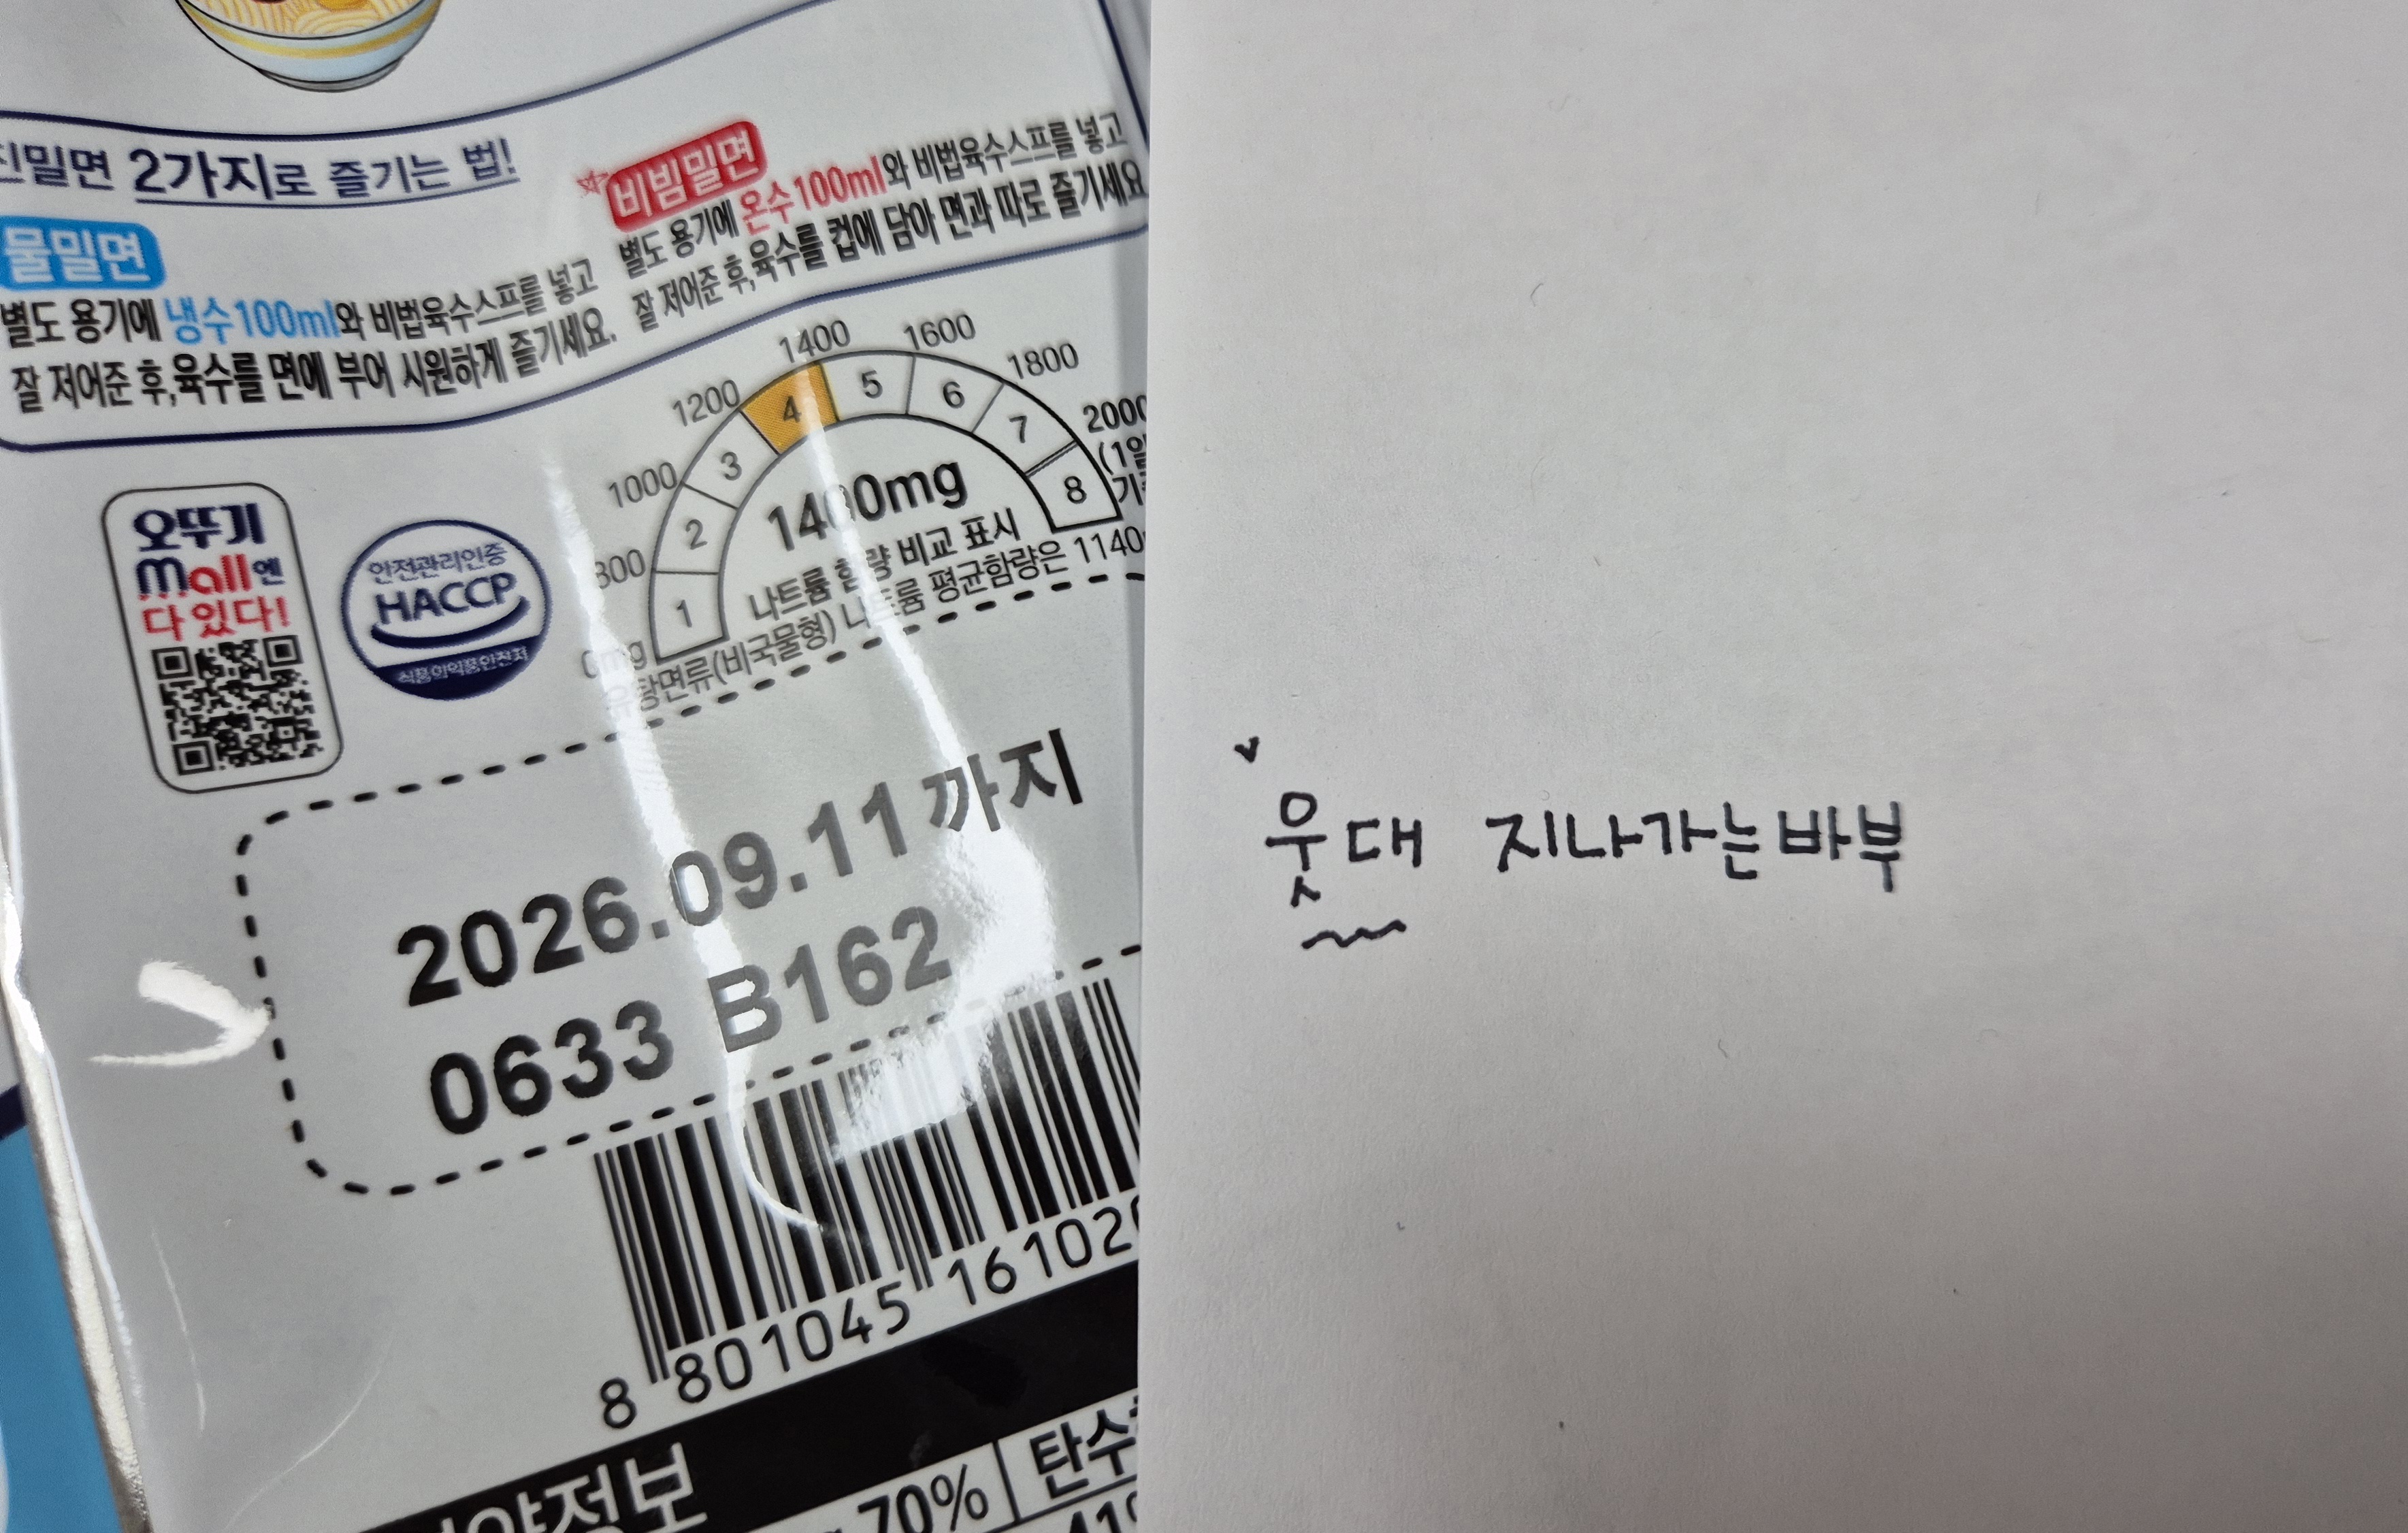 진밀면 2가지로 즐기는 법!
물밀면
별도 용기에 냉수100ml와 비법육수스프를 넣고
잘 저어준 후,육수를 면에 부어 시원하게 즐기세요.
비빔밀면
별도 용기에 온수100ml와 비법육수스프를 넣고
잘 저어준 후,육수를 컵에 담아 면과 따로 즐기세요
오뚜기
mall엔
다 있다!
안전관리인증
HACCP
식품의약품안전처
0mg 800 1000 1200 1400 1600 1800 2000
(1일
기준
1 2 3 4 5 6 7 8
1400mg
나트륨 함량 비교 표시
유탕면류(비국물형) 나트륨 평균함량은 1140
2026.09.11까지
0633 B162
8 801045 16102
영양정보
70%
탄수
웃대 지나가는바부